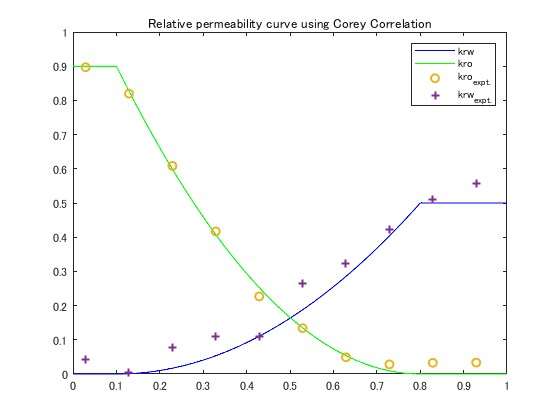 Relative permeability curve using Corey Correlation
krw
kro
kro_expt
krw_expt
1
0.9
0.8
0.7
0.6
0.5
0.4
0.3
0.2
0.1
0
0 0.1 0.2 0.3 0.4 0.5 0.6 0.7 0.8 0.9 1